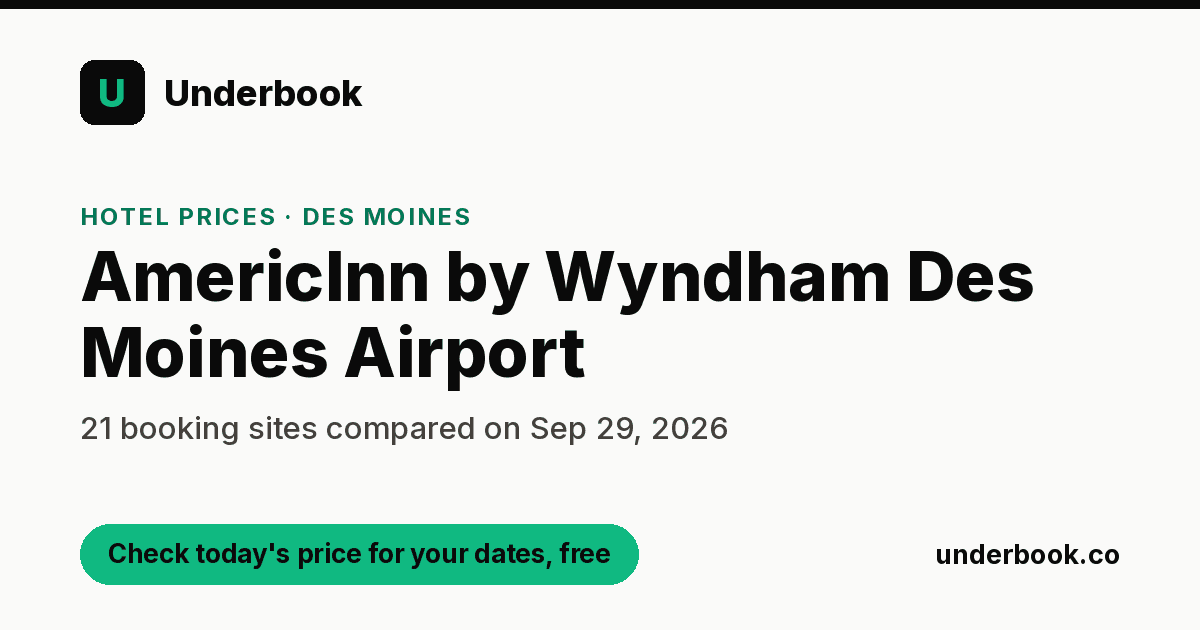 U
Underbook
HOTEL PRICES · DES MOINES
AmericInn by Wyndham Des
Moines Airport
21 booking sites compared on Sep 29, 2026
Check today's price for your dates, free
underbook.co